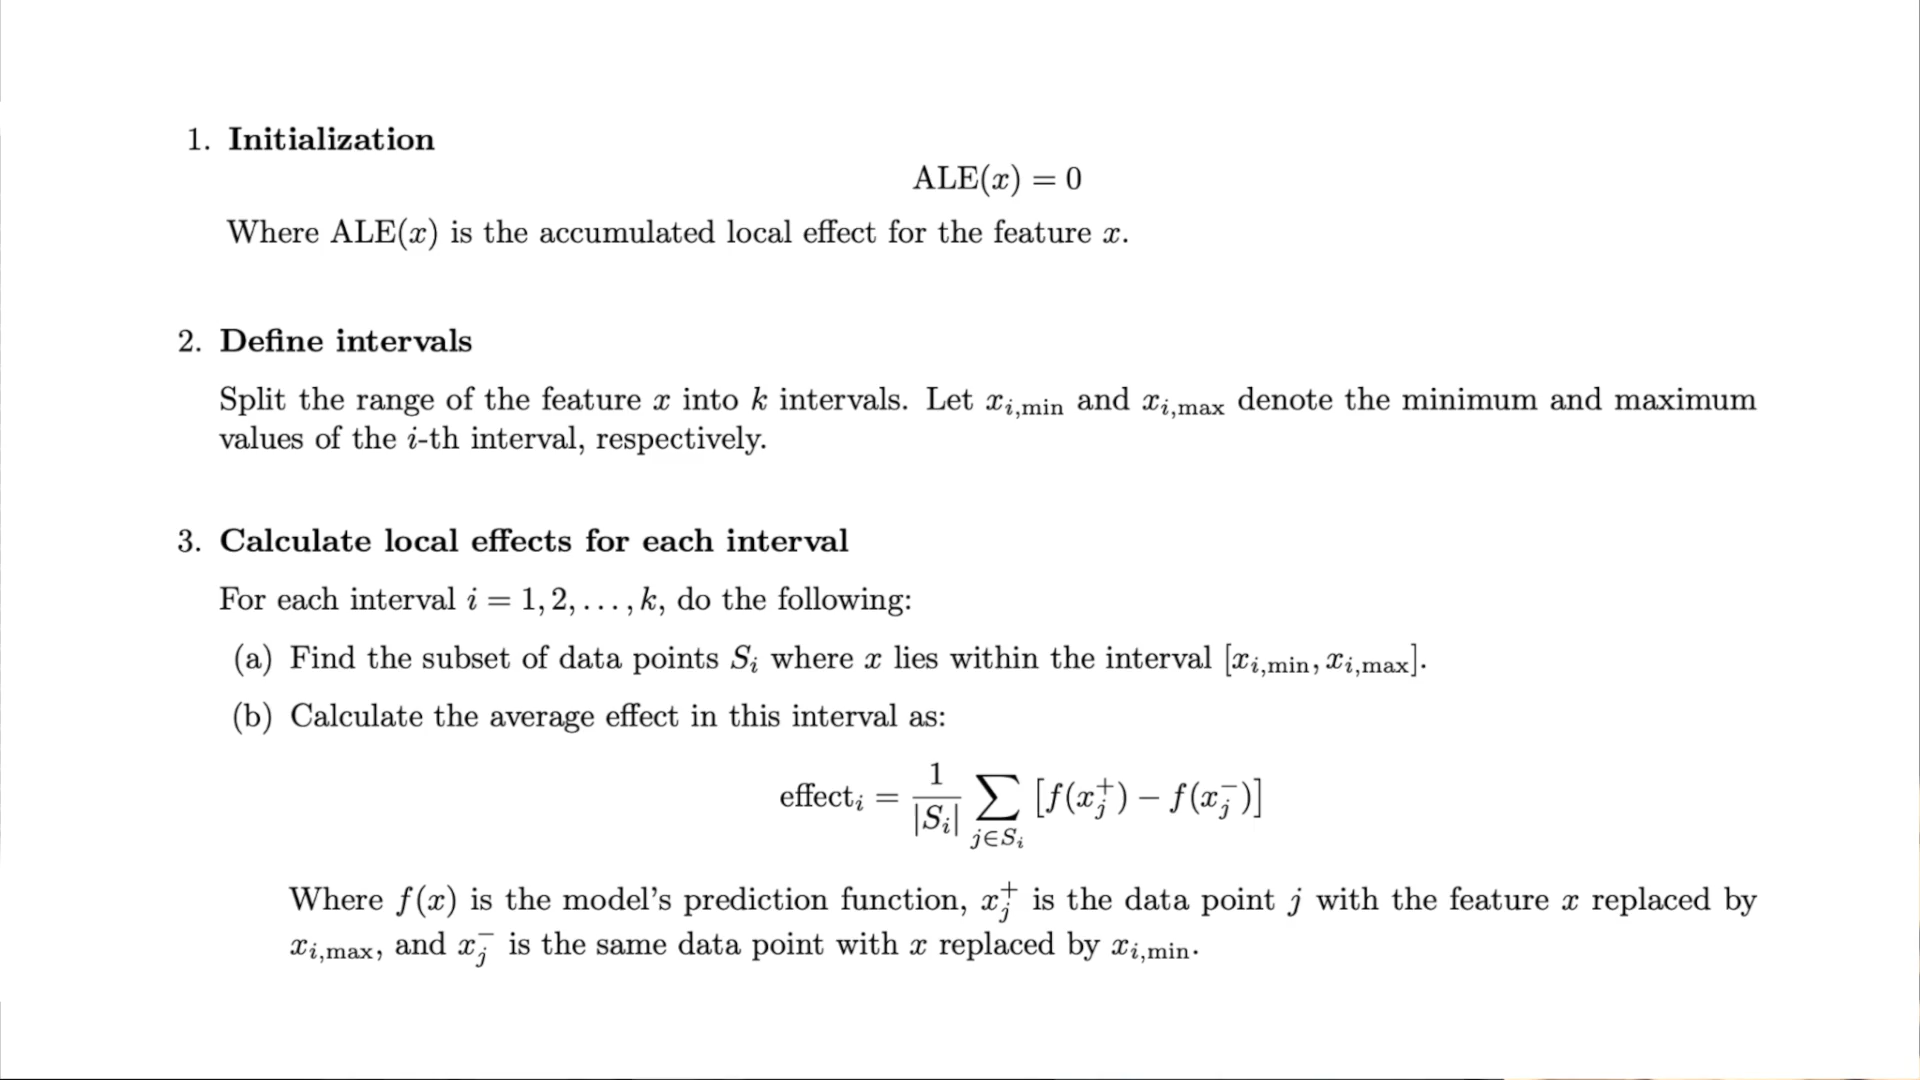 1. Initialization
ALE(x) = 0
Where ALE(x) is the accumulated local effect for the feature x.
2. Define intervals
Split the range of the feature x into k intervals. Let x_{i,min} and x_{i,max} denote the minimum and maximum
values of the i-th interval, respectively.
3. Calculate local effects for each interval
For each interval i = 1, 2, . . . , k, do the following:
(a) Find the subset of data points S_i where x lies within the interval [x_{i,min}, x_{i,max}].
(b) Calculate the average effect in this interval as:
effect_i = \frac{1}{|S_i|} \sum_{j∈S_i} [f(x_j^+) − f(x_j^-)]
Where f(x) is the model's prediction function, x_j^+ is the data point j with the feature x replaced by
x_{i,max}, and x_j^- is the same data point with x replaced by x_{i,min}.